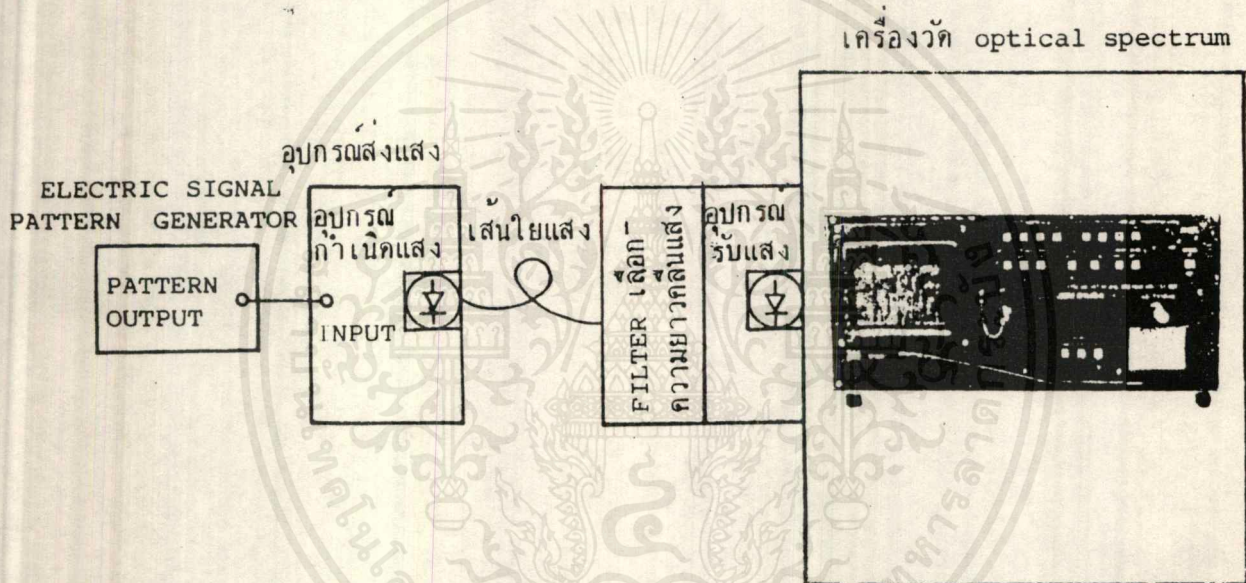 เครื่องวัด optical spectrum
อุปกรณ์ส่งแสง
ELECTRIC SIGNAL
PATTERN GENERATOR
PATTERN
OUTPUT
อุปกรณ์
กำเนิดแสง
INPUT
เส้นใยแสง
FILTER เลือก-
ความยาวคลื่นแสง
อุปกรณ์
รับแสง